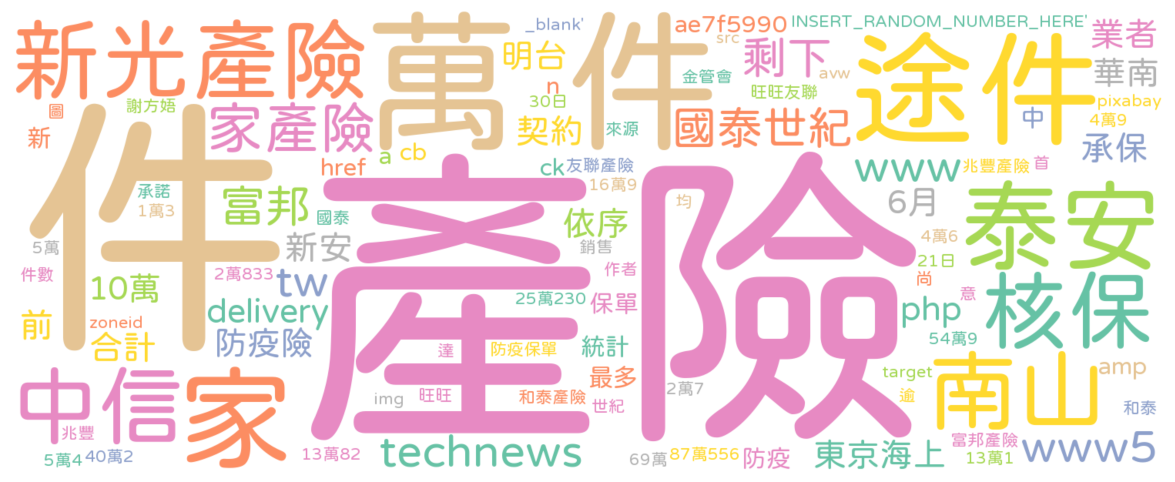 新光產險
萬件
途件
件
產險
家產險
_blank'
明台
ae7f5990
INSERT_RANDOM_NUMBER_HERE'
src
剩下
業者
金管會
avw
華南
圖
謝方娪
n
30日
旺旺友聯
pixabay
新
契約
來源
國泰世紀
中
4萬9
承保
href
a
cb
ck
友聯產險
www
兆豐產險
首
承諾
1萬3
16萬9
富邦
國泰
均
6月
泰安
5萬
新安
依序
銷售
4萬6
件數
2萬833
作者
21日
10萬
tw
尚
意
核保
25萬230
保單
前
zoneid
delivery
php
合計
防疫險
達
防疫保單
統計
54萬9
中信
家
最多
target
南山
amp
img
旺旺
和泰產險
世紀
2萬7
逾
和泰
兆豐
technews
富邦產險
www5
5萬4
40萬2
13萬82
69萬
87萬556
防疫
東京海上
13萬1